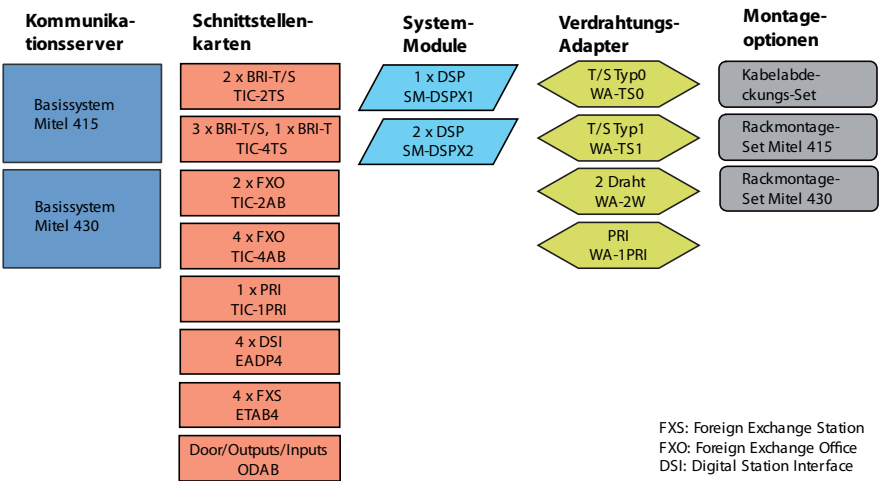 Kommunika-
tionsserver
Basissystem
Mitel 415
Basissystem
Mitel 430
Schnittstellen-
karten
2 x BRI-T/S
TIC-2TS
3 x BRI-T/S, 1 x BRI-T
TIC-4TS
2 x FXO
TIC-2AB
4 x FXO
TIC-4AB
1 x PRI
TIC-1PRI
4 x DSI
EADP4
4 x FXS
ETAB4
Door/Outputs/Inputs
ODAB
System-
Module
1 x DSP
SM-DSPX1
2 x DSP
SM-DSPX2
Verdrahtungs-
Adapter
T/S Typ0
WA-TS0
T/S Typ1
WA-TS1
2 Draht
WA-2W
PRI
WA-1PRI
Montage-
optionen
Kabelabde-
ckungs-Set
Rackmontage-
Set Mitel 415
Rackmontage-
Set Mitel 430
FXS: Foreign Exchange Station
FXO: Foreign Exchange Office
DSI: Digital Station Interface